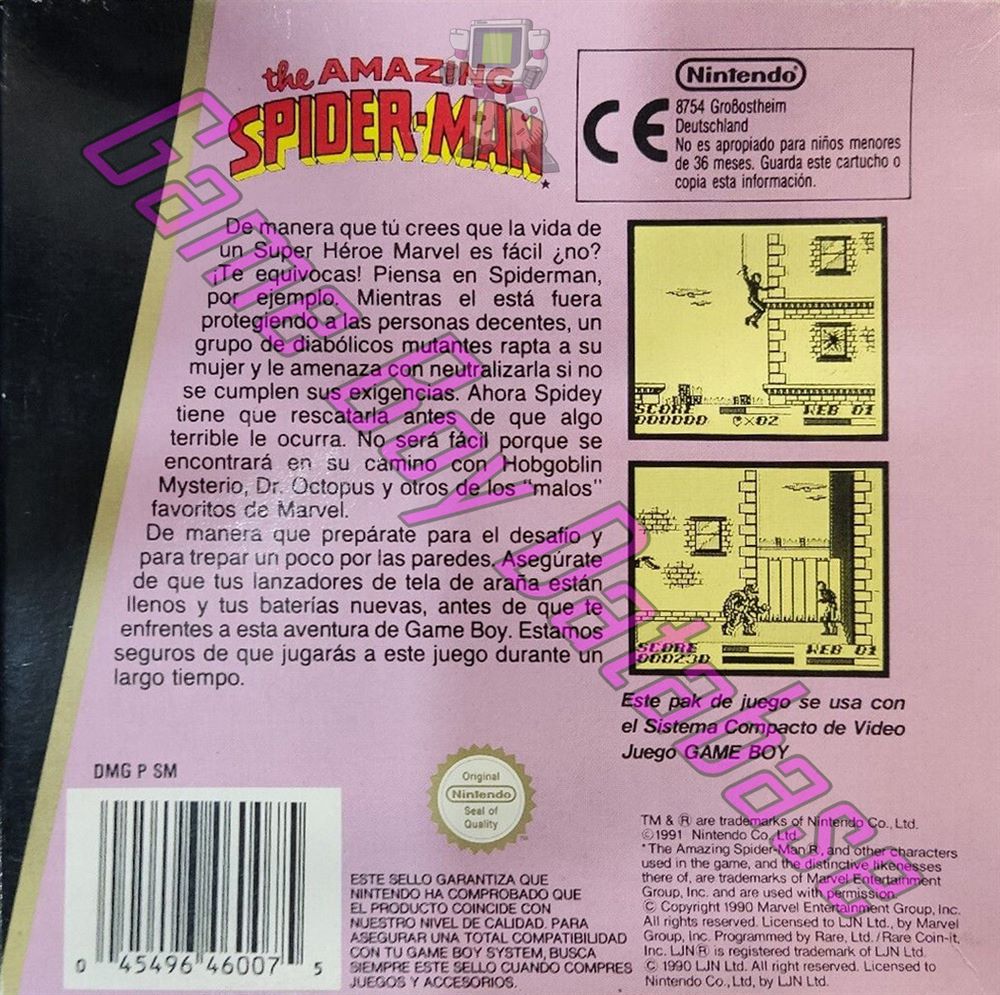 the AMAZING
SPIDER-MAN
Nintendo
CE
8754 Großostheim
Deutschland
No es apropiado para niños menores
de 36 meses. Guarda este cartucho o
copia esta información.
De manera que tú crees que la vida de
un Super Héroe Marvel es fácil ¿no?
¡Te equivocas! Piensa en Spiderman,
por ejemplo. Mientras el está fuera
protegiendo a las personas decentes, un
grupo de diabólicos mutantes rapta a su
mujer y le amenaza con neutralizarla si no
se cumplen sus exigencias. Ahora Spidey
tiene que rescatarla antes de que algo
terrible le ocurra. No será fácil porque se
encontrará en su camino con Hobgoblin
Mysterio, Dr. Octopus y otros de los "malos"
favoritos de Marvel.
De manera que prepárate para el desafío y
para trepar un poco por las paredes. Asegúrate
de que tus lanzadores de tela de araña están
llenos y tus baterías nuevas, antes de que te
enfrentes a esta aventura de Game Boy. Estamos
seguros de que jugarás a este juego durante un
largo tiempo.
SCORE WEB 01
000000 ×02
SCORE WEB 01
000230
Este pak de juego se usa con
el Sistema Compacto de Video
Juego GAME BOY
DMG P SM
0 45496 46007 5
Original
Nintendo
Seal of
Quality
ESTE SELLO GARANTIZA QUE
NINTENDO HA COMPROBADO QUE
EL PRODUCTO COINCIDE CON
NUESTRO NIVEL DE CALIDAD. PARA
ASEGURAR UNA TOTAL COMPATIBILIDAD
CON TU GAME BOY SYSTEM, BUSCA
SIEMPRE ESTE SELLO CUANDO COMPRES
JUEGOS Y ACCESORIOS.
TM & ® are trademarks of Nintendo Co., Ltd.
©1991 Nintendo Co, Ltd.
*The Amazing Spider-Man R, and other characters
used in the game, and the distinctive likenesses
there of, are trademarks of Marvel Entertainment
Group, Inc. and are used with permission
© Copyright 1990 Marvel Entertainment Group, Inc.
All rights reserved. Licensed to LJN Ltd., by Marvel
Group, Inc. Programmed by Rare, Ltd./Rare Coin-it,
Inc. LJN® is registered trademark of LJN Ltd.
© 1990 LJN Ltd. All right reserved. Licensed to
Nintendo Co., Ltd, by LJN Ltd.
Game Boy Database